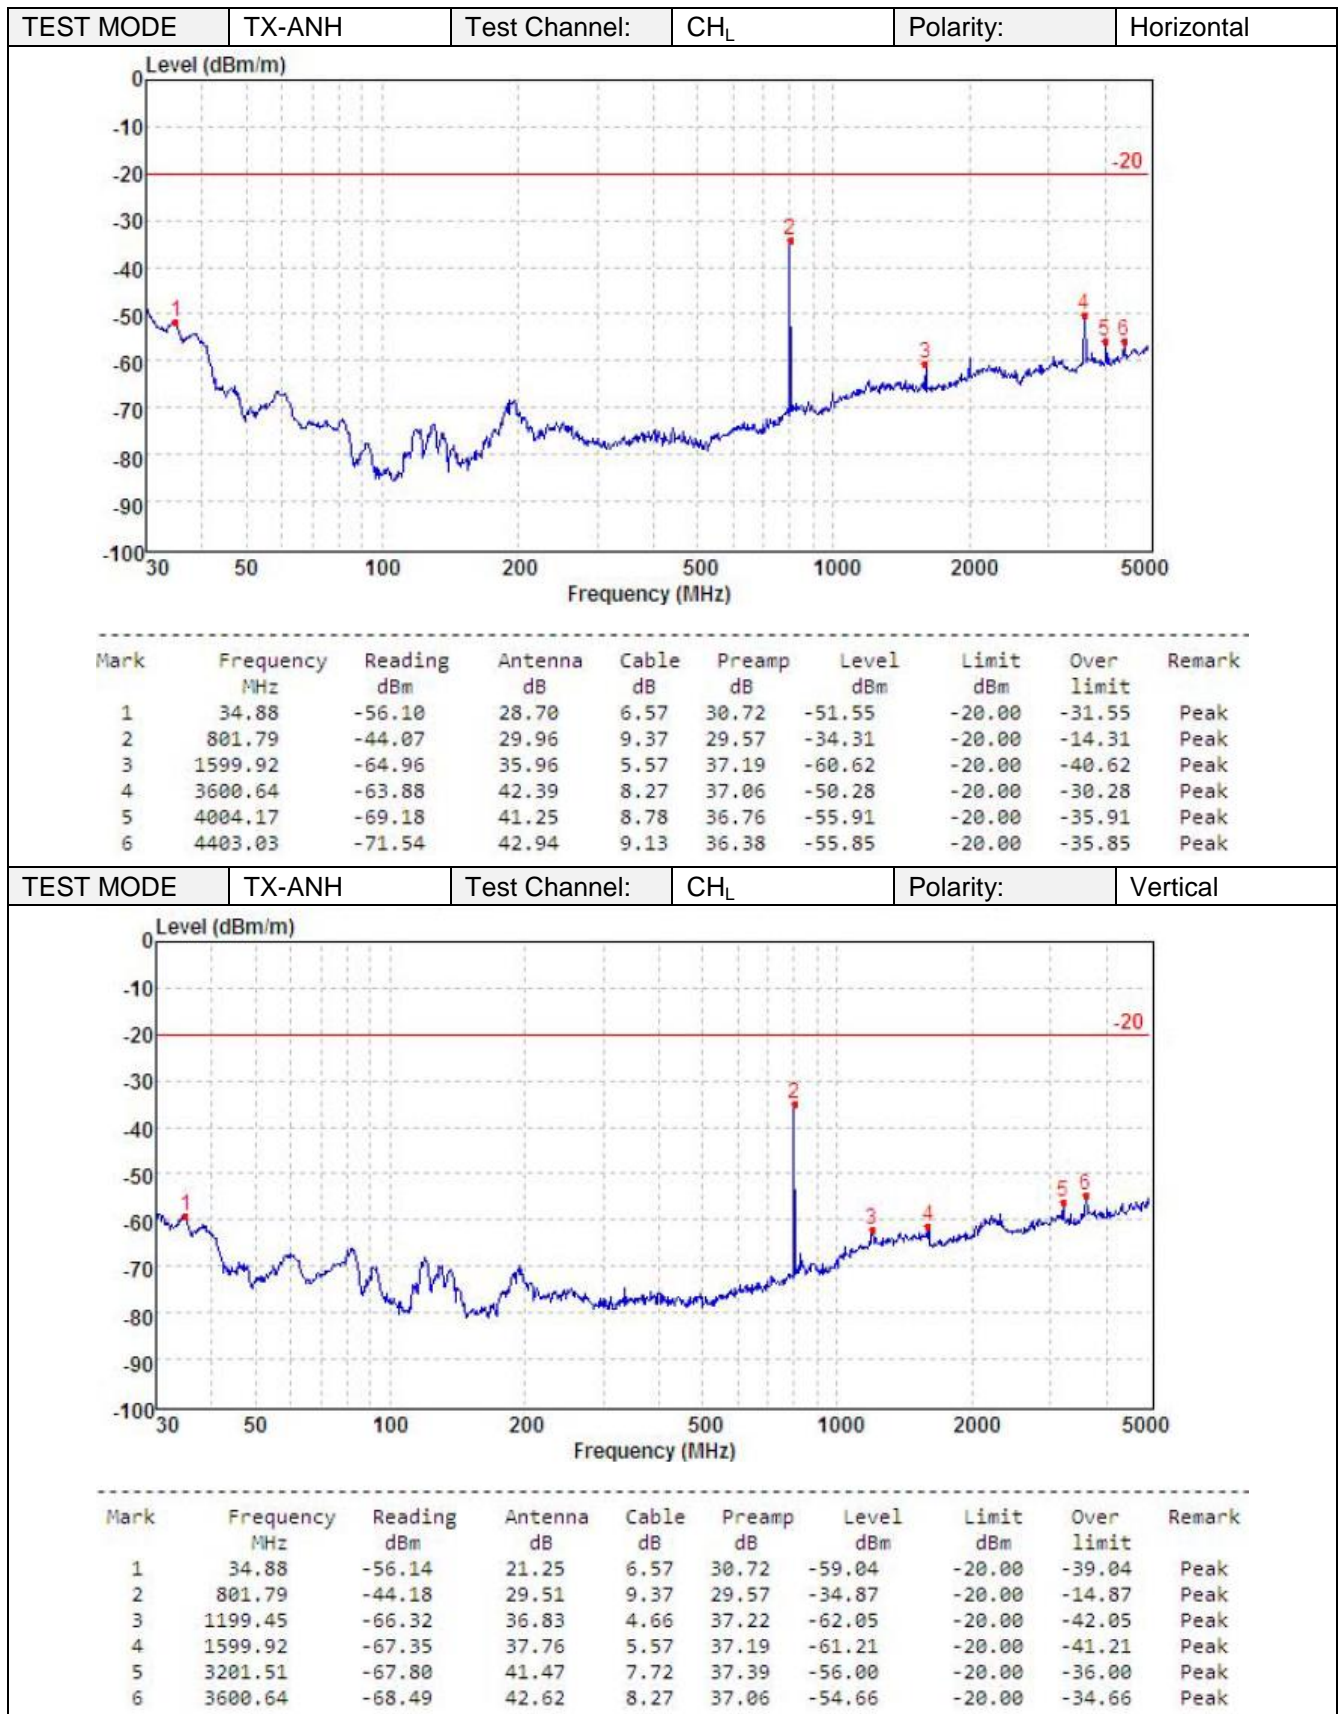 TEST MODE TX-ANH Test Channel: CHL Polarity: Horizontal
Level (dBm/m)
0
-10
-20
-20
-30
2
-40
-50
1
4
5 6
-60
3
-70
-80
-90
-100
30 50 100 200 500 1000 2000 5000
Frequency (MHz)
Mark Frequency Reading Antenna Cable Preamp Level Limit Over Remark
MHz dBm dB dB dB dBm dBm limit
1 34.88 -56.10 28.70 6.57 30.72 -51.55 -20.00 -31.55 Peak
2 801.79 -44.07 29.96 9.37 29.57 -34.31 -20.00 -14.31 Peak
3 1599.92 -64.96 35.96 5.57 37.19 -60.62 -20.00 -40.62 Peak
4 3600.64 -63.88 42.39 8.27 37.06 -50.28 -20.00 -30.28 Peak
5 4004.17 -69.18 41.25 8.78 36.76 -55.91 -20.00 -35.91 Peak
6 4403.03 -71.54 42.94 9.13 36.38 -55.85 -20.00 -35.85 Peak
TEST MODE TX-ANH Test Channel: CHL Polarity: Vertical
Level (dBm/m)
0
-10
-20
-20
-30
2
-40
-50
1
5 6
-60
3 4
-70
-80
-90
-100
30 50 100 200 500 1000 2000 5000
Frequency (MHz)
Mark Frequency Reading Antenna Cable Preamp Level Limit Over Remark
MHz dBm dB dB dB dBm dBm limit
1 34.88 -56.14 21.25 6.57 30.72 -59.04 -20.00 -39.04 Peak
2 801.79 -44.18 29.51 9.37 29.57 -34.87 -20.00 -14.87 Peak
3 1199.45 -66.32 36.83 4.66 37.22 -62.05 -20.00 -42.05 Peak
4 1599.92 -67.35 37.76 5.57 37.19 -61.21 -20.00 -41.21 Peak
5 3201.51 -67.80 41.47 7.72 37.39 -56.00 -20.00 -36.00 Peak
6 3600.64 -68.49 42.62 8.27 37.06 -54.66 -20.00 -34.66 Peak